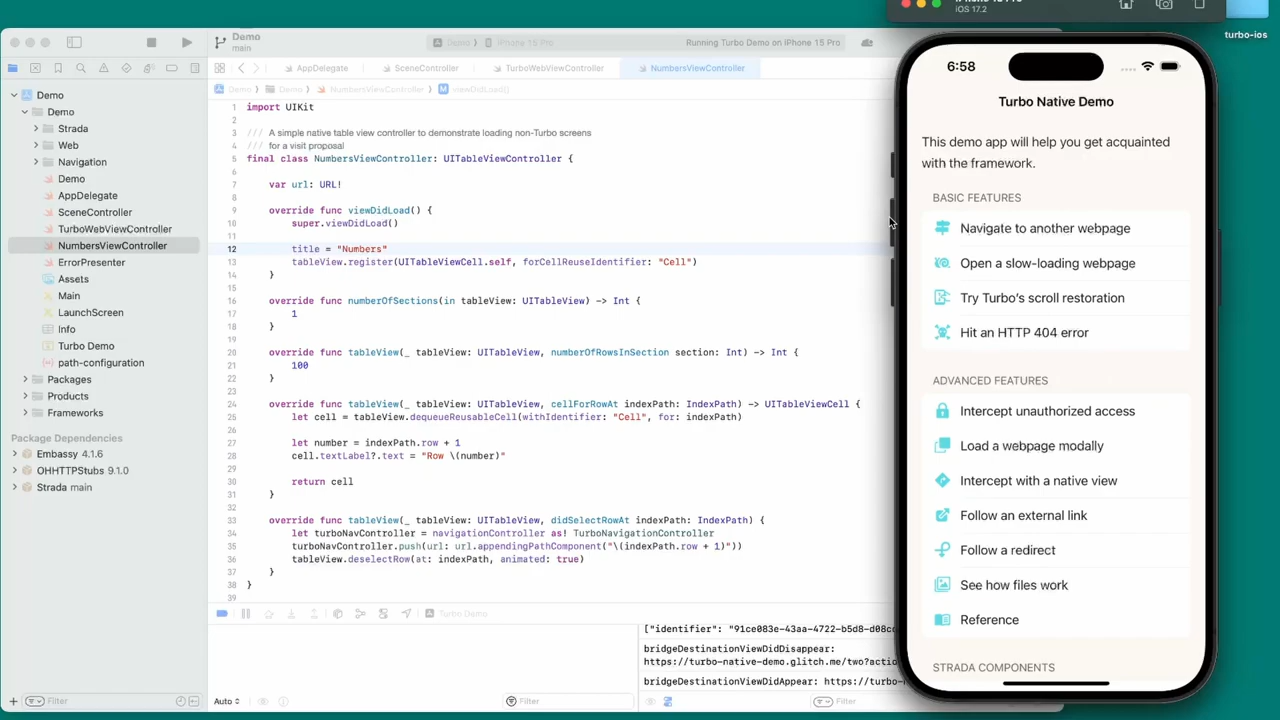 iOS 17.2
turbo-ios
Demo
main
Demo 〉 iPhone 15 Pro
Running Turbo Demo on iPhone 15 Pro
AppDelegate
SceneController
TurboWebViewController
NumbersViewController
Demo 〉 Demo 〉 NumbersViewController 〉 M viewDidLoad()
Demo
Demo
Strada
Web
Navigation
Demo
AppDelegate
SceneController
TurboWebViewController
NumbersViewController
ErrorPresenter
Assets
Main
LaunchScreen
Info
Turbo Demo
path-configuration
Packages
Products
Frameworks
Package Dependencies
Embassy 4.1.6
OHHTTPStubs 9.1.0
Strada main
Filter
1 import UIKit
2
3 /// A simple native table view controller to demonstrate loading non-Turbo screens
4 /// for a visit proposal
5 final class NumbersViewController: UITableViewController {
6
7 var url: URL!
8
9 override func viewDidLoad() {
10 super.viewDidLoad()
11
12 title = "Numbers"
13 tableView.register(UITableViewCell.self, forCellReuseIdentifier: "Cell")
14 }
15
16 override func numberOfSections(in tableView: UITableView) -> Int {
17 1
18 }
19
20 override func tableView(_ tableView: UITableView, numberOfRowsInSection section: Int) -> Int {
21 100
22 }
23
24 override func tableView(_ tableView: UITableView, cellForRowAt indexPath: IndexPath) -> UITableViewCell {
25 let cell = tableView.dequeueReusableCell(withIdentifier: "Cell", for: indexPath)
26
27 let number = indexPath.row + 1
28 cell.textLabel?.text = "Row \(number)"
29
30 return cell
31 }
32
33 override func tableView(_ tableView: UITableView, didSelectRowAt indexPath: IndexPath) {
34 let turboNavController = navigationController as! TurboNavigationController
35 turboNavController.push(url: url.appendingPathComponent("\(indexPath.row + 1)"))
36 tableView.deselectRow(at: indexPath, animated: true)
37 }
38 }
39
Turbo Demo
Auto
Filter
["identifier": "91ce083e-43aa-4722-b5d8-d08c
bridgeDestinationViewDidDisappear:
https://turbo-native-demo.glitch.me/two?actio
bridgeDestinationViewDidAppear: https://turbo-
Filter
6:58
Turbo Native Demo
This demo app will help you get acquainted
with the framework.
BASIC FEATURES
Navigate to another webpage
Open a slow-loading webpage
Try Turbo’s scroll restoration
Hit an HTTP 404 error
ADVANCED FEATURES
Intercept unauthorized access
Load a webpage modally
Intercept with a native view
Follow an external link
Follow a redirect
See how files work
Reference
STRADA COMPONENTS